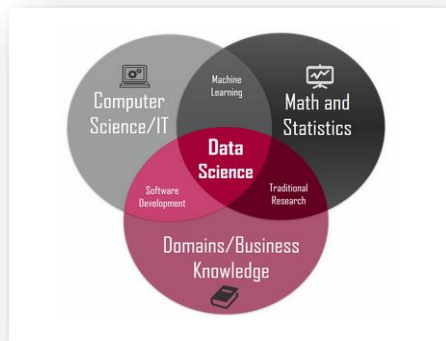 Machine
Learning
Computer
Science/IT
Math and
Statistics
Data
Science
Software
Development
Traditional
Research
Domains/Business
Knowledge